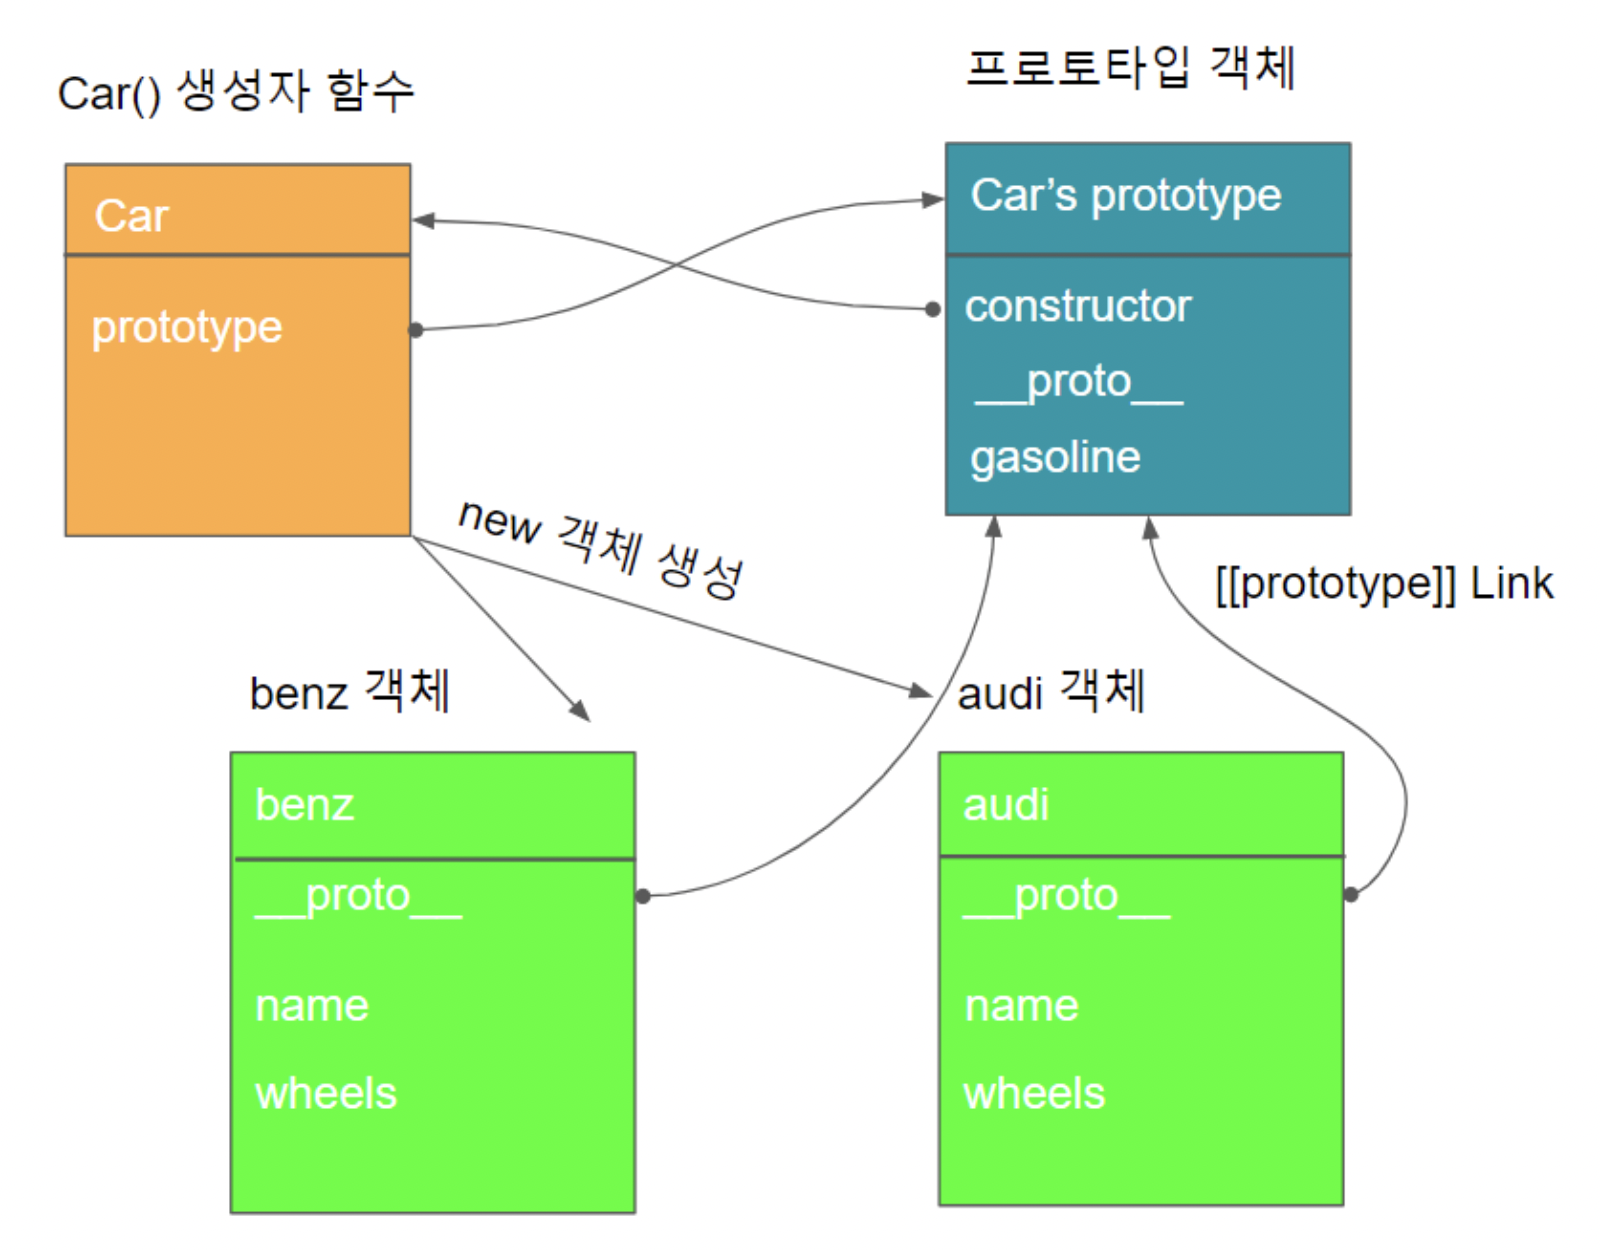 Car() 생성자 함수
프로토타입 객체
Car
prototype
Car’s prototype
constructor
__proto__
gasoline
new 객체 생성
[[prototype]] Link
benz 객체
audi 객체
benz
__proto__
name
wheels
audi
__proto__
name
wheels